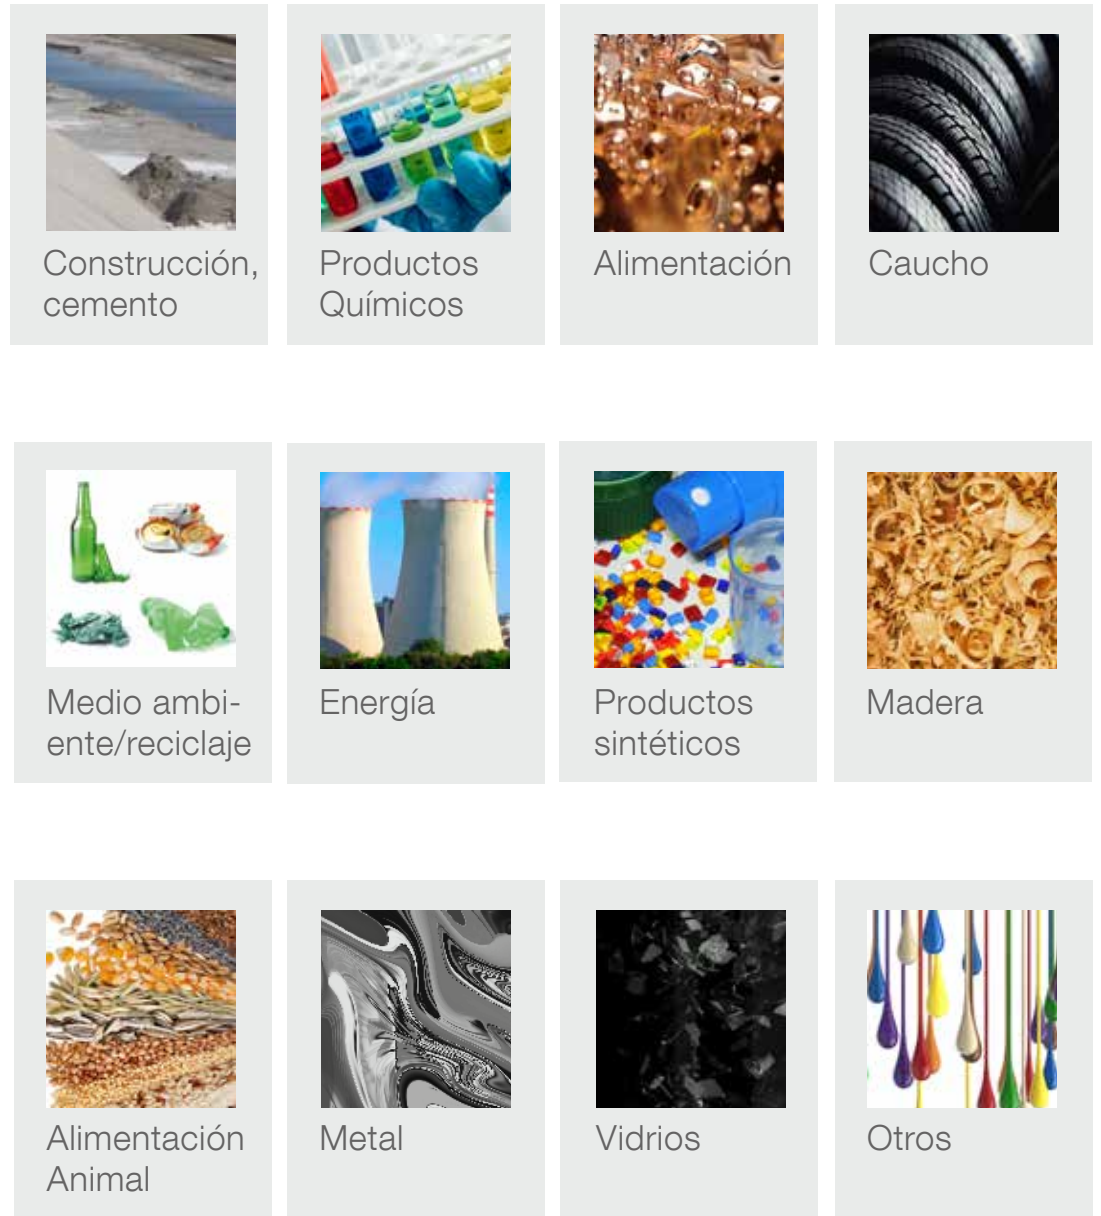 Construcción,
cemento
Productos
Químicos
Alimentación
Caucho
Medio ambi-
ente/reciclaje
Energía
Productos
sintéticos
Madera
Alimentación
Animal
Metal
Vidrios
Otros